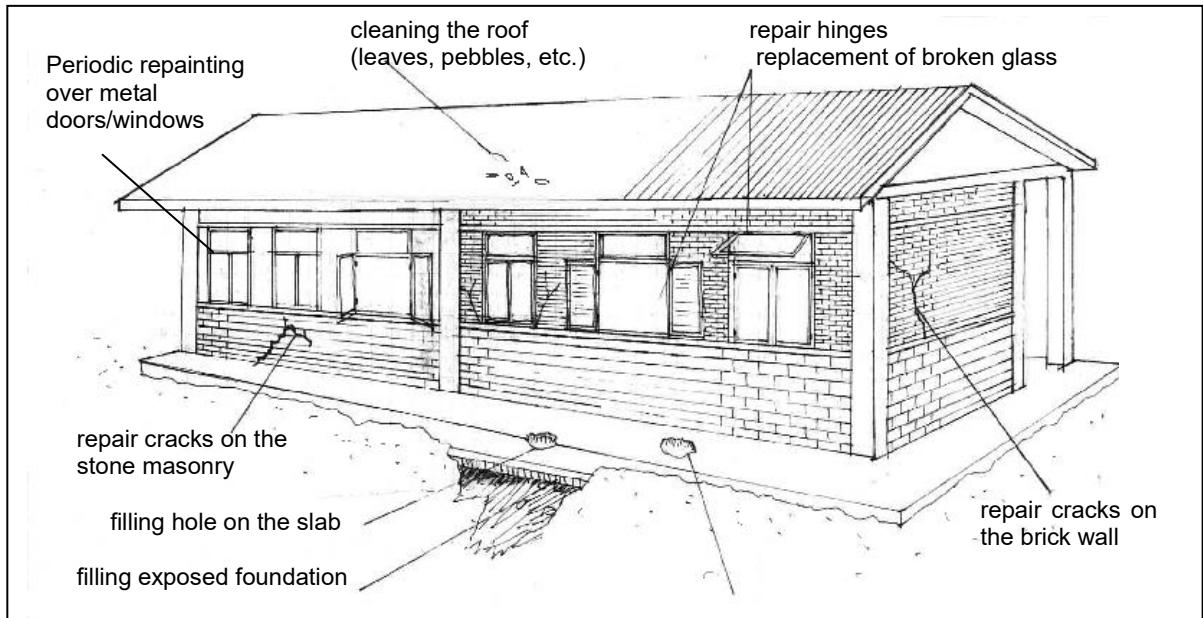 cleaning the roof
(leaves, pebbles, etc.)
repair hinges
replacement of broken glass
Periodic repainting
over metal
doors/windows
repair cracks on the
stone masonry
filling hole on the slab
filling exposed foundation
repair cracks on
the brick wall